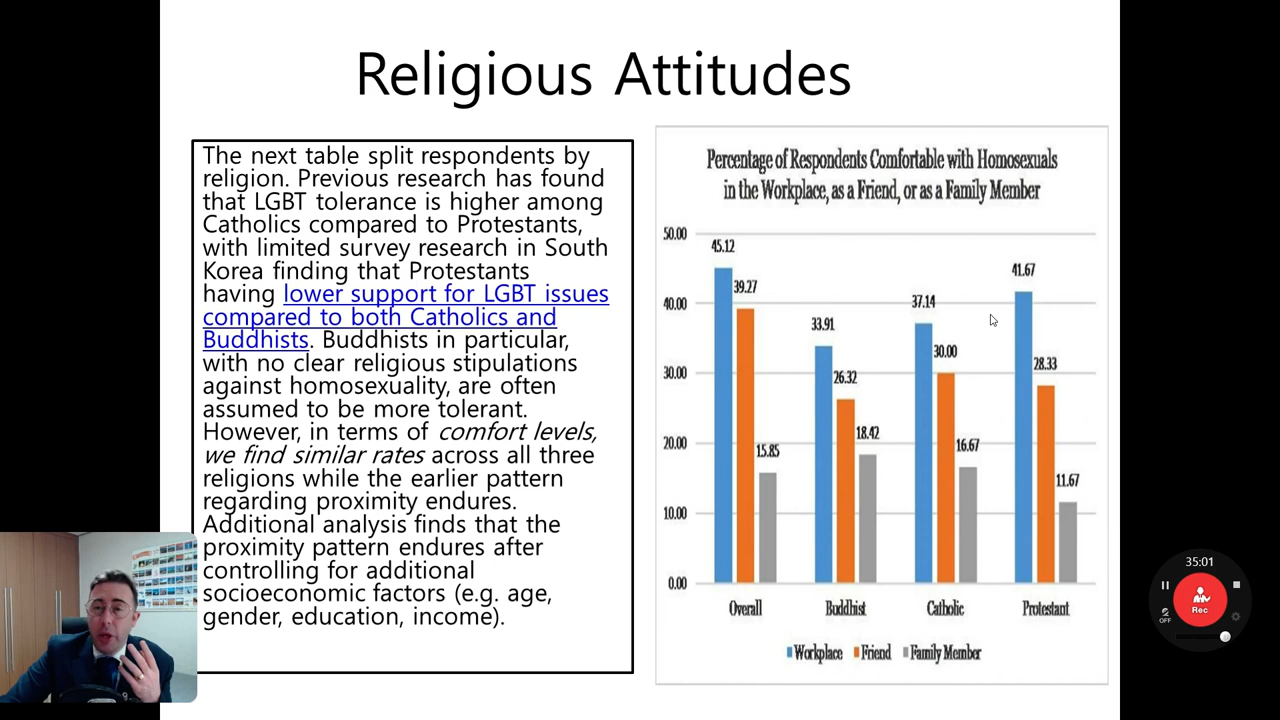 Religious Attitudes
The next table split respondents by
religion. Previous research has found
that LGBT tolerance is higher among
Catholics compared to Protestants,
with limited survey research in South
Korea finding that Protestants
having lower support for LGBT issues
compared to both Catholics and
Buddhists. Buddhists in particular,
with no clear religious stipulations
against homosexuality, are often
assumed to be more tolerant.
However, in terms of comfort levels,
we find similar rates across all three
religions while the earlier pattern
regarding proximity endures.
Additional analysis finds that the
proximity pattern endures after
controlling for additional
socioeconomic factors (e.g. age,
gender, education, income).
Percentage of Respondents Comfortable with Homosexuals
in the Workplace, as a Friend, or as a Family Member
50.00
40.00
30.00
20.00
10.00
0.00
45.12
39.27
15.85
33.91
26.32
18.42
37.14
30.00
16.67
41.67
28.33
11.67
Overall Buddhist Catholic Protestant
Workplace Friend Family Member
35:01
Rec
OFF